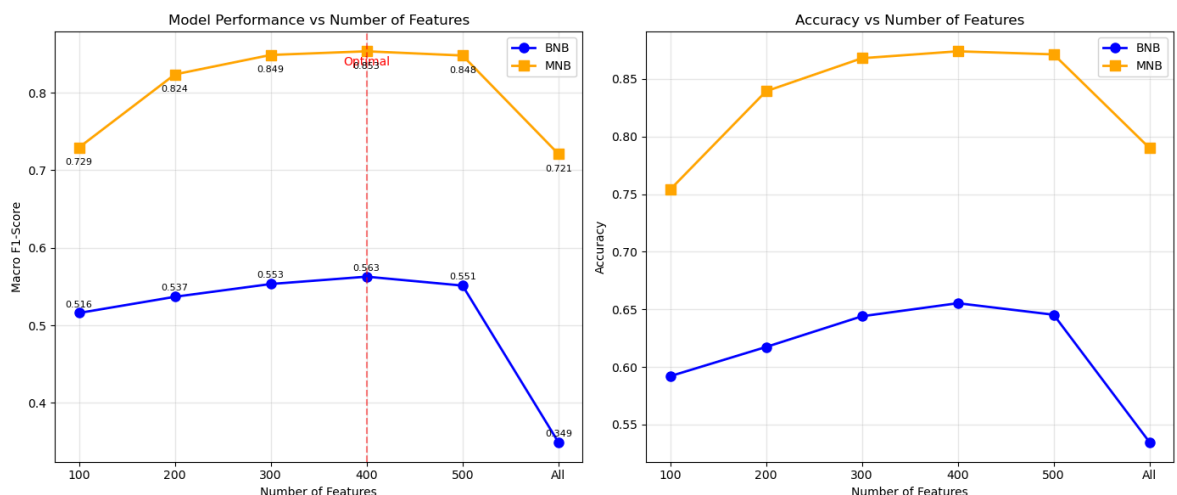 Model Performance vs Number of Features
Macro F1-Score
0.8
0.7
0.6
0.5
0.4
BNB
MNB
Optimal
0.729
0.824
0.849
0.853
0.848
0.721
0.516
0.537
0.553
0.563
0.551
0.349
100
200
300
400
500
All
Number of Features
Accuracy vs Number of Features
Accuracy
0.85
0.80
0.75
0.70
0.65
0.60
0.55
BNB
MNB
100
200
300
400
500
All
Number of Features